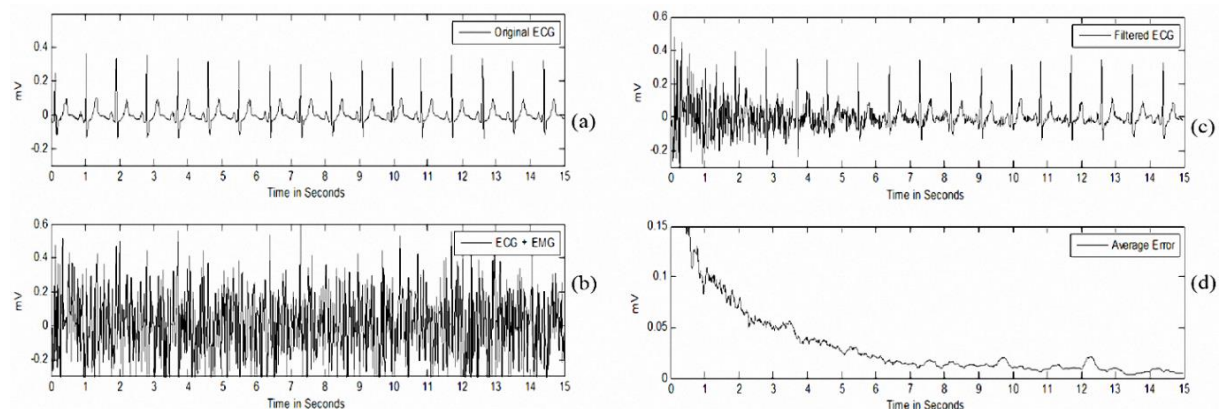 Original ECG
0.4
0.2
0
-0.2
mV
0 1 2 3 4 5 6 7 8 9 10 11 12 13 14 15
Time in Seconds
(a)
ECG + EMG
0.6
0.4
0.2
0
-0.2
mV
0 1 2 3 4 5 6 7 8 9 10 11 12 13 14 15
Time in Seconds
(b)
Filtered ECG
0.6
0.4
0.2
0
-0.2
mV
0 1 2 3 4 5 6 7 8 9 10 11 12 13 14 15
Time in Seconds
(c)
Average Error
0.15
0.1
0.05
0
mV
0 1 2 3 4 5 6 7 8 9 10 11 12 13 14 15
Time in Seconds
(d)